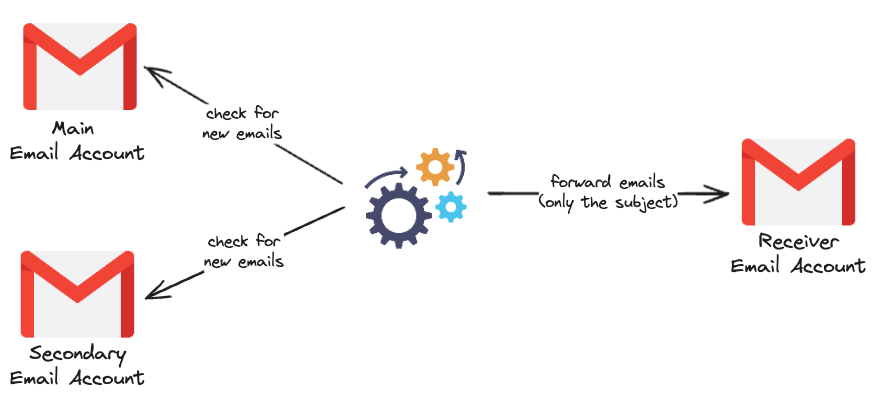 Main
Email Account
check for
new emails
check for
new emails
Secondary
Email Account
forward emails
(only the subject)
Receiver
Email Account